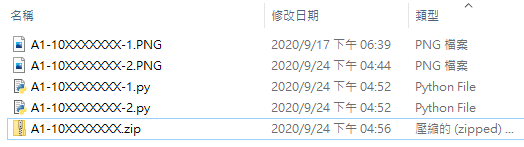 名稱 修改日期 類型
A1-10XXXXXXX-1.PNG 2020/9/17 下午 06:39 PNG 檔案
A1-10XXXXXXX-2.PNG 2020/9/24 下午 04:44 PNG 檔案
A1-10XXXXXXX-1.py 2020/9/24 下午 04:52 Python File
A1-10XXXXXXX-2.py 2020/9/24 下午 04:52 Python File
A1-10XXXXXXX.zip 2020/9/24 下午 04:56 壓縮的 (zipped) ...